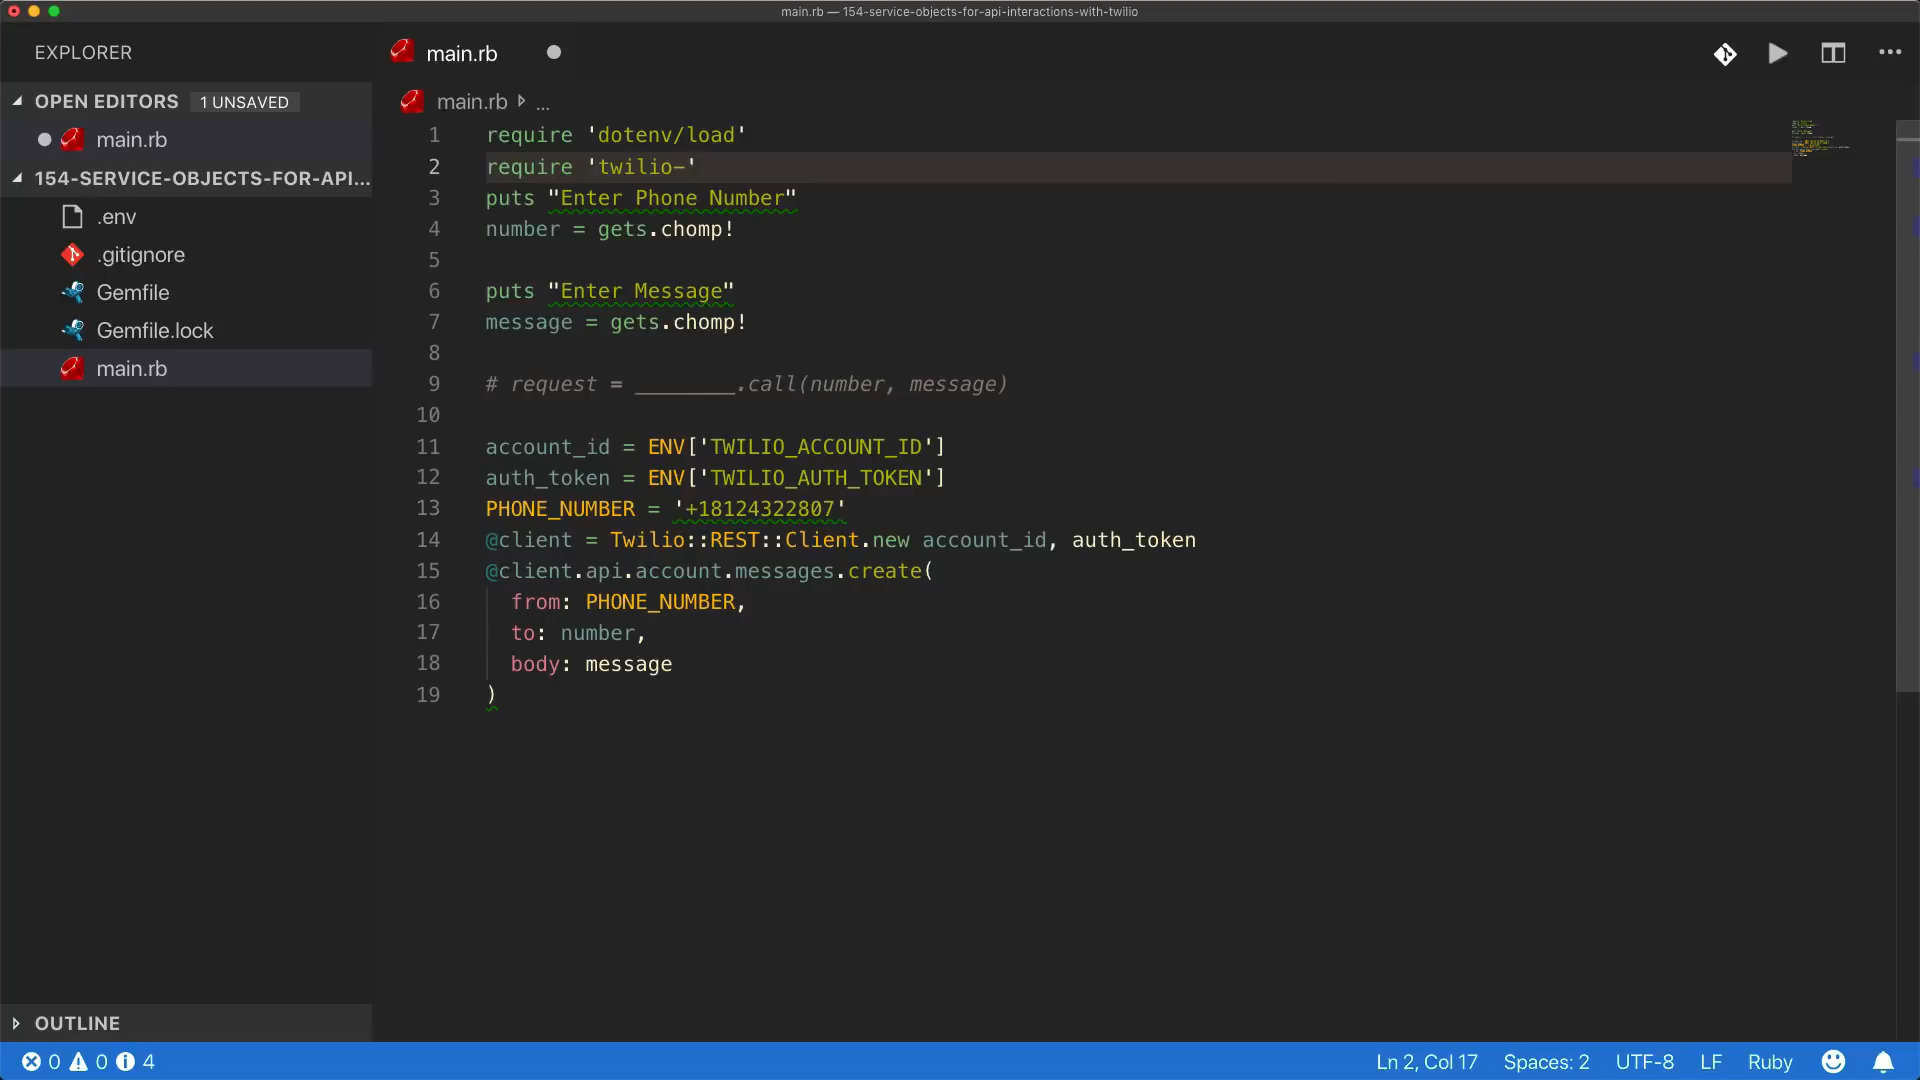 main.rb — 154-service-objects-for-api-interactions-with-twilio
EXPLORER
OPEN EDITORS 1 UNSAVED
main.rb
154-SERVICE-OBJECTS-FOR-API...
.env
.gitignore
Gemfile
Gemfile.lock
main.rb
OUTLINE
main.rb
main.rb ...
1 require 'dotenv/load'
2 require 'twilio-'
3 puts "Enter Phone Number"
4 number = gets.chomp!
5
6 puts "Enter Message"
7 message = gets.chomp!
8
9 # request = ________.call(number, message)
10
11 account_id = ENV['TWILIO_ACCOUNT_ID']
12 auth_token = ENV['TWILIO_AUTH_TOKEN']
13 PHONE_NUMBER = '+18124322807'
14 @client = Twilio::REST::Client.new account_id, auth_token
15 @client.api.account.messages.create(
16 from: PHONE_NUMBER,
17 to: number,
18 body: message
19 )
0 0 4
Ln 2, Col 17 Spaces: 2 UTF-8 LF Ruby